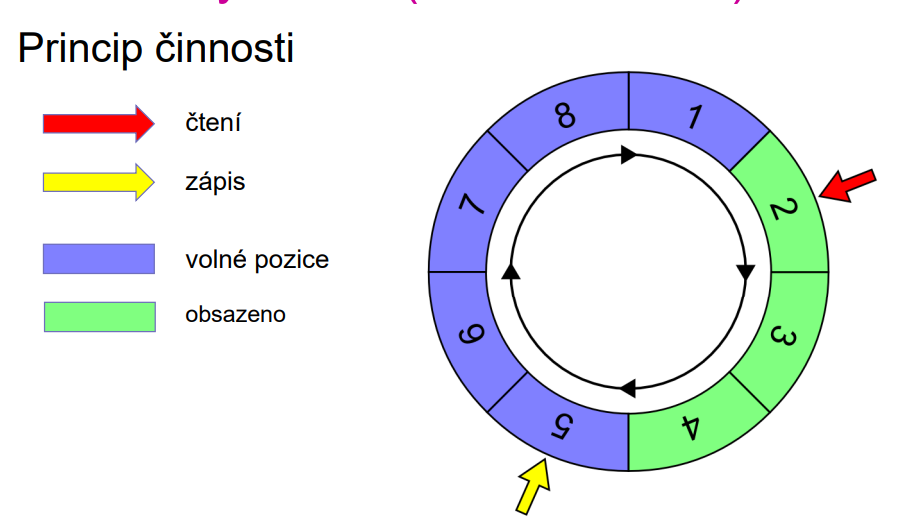 Princip činnosti
čtení
zápis
volné pozice
obsazeno
8
1
7
2
6
3
5
4